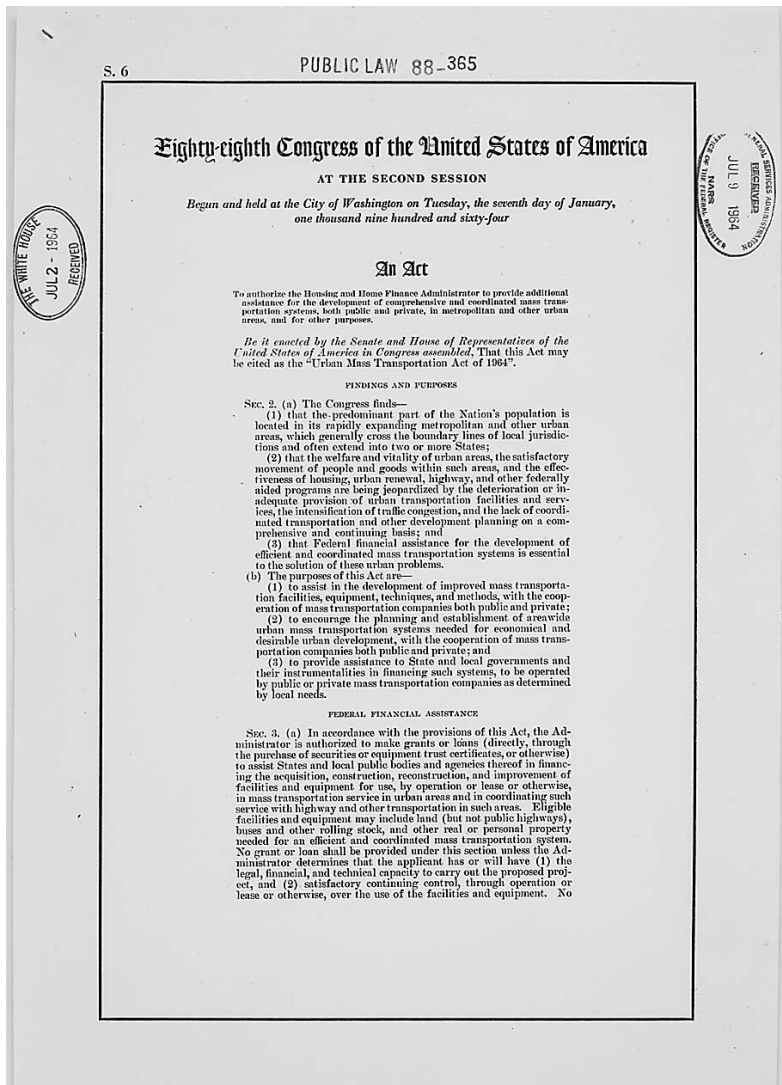 S. 6
PUBLIC LAW 88-365
Eighty-eighth Congress of the United States of America
AT THE SECOND SESSION
Begun and held at the City of Washington on Tuesday, the seventh day of January,
one thousand nine hundred and sixty-four
THE WHITE HOUSE
JUL 2 - 1964
RECEIVED
GENERAL SERVICES ADMINISTRATION
RECEIVED
JUL 9 1964
NARS
OFFICE OF THE FEDERAL REGISTER
An Act
To authorize the Housing and Home Finance Administrator to provide additional
assistance for the development of comprehensive and coordinated mass trans-
portation systems, both public and private, in metropolitan and other urban
areas, and for other purposes.
Be it enacted by the Senate and House of Representatives of the
United States of America in Congress assembled, That this Act may
be cited as the "Urban Mass Transportation Act of 1964".
FINDINGS AND PURPOSES
SEC. 2. (a) The Congress finds—
(1) that the predominant part of the Nation's population is
located in its rapidly expanding metropolitan and other urban
areas, which generally cross the boundary lines of local jurisdic-
tions and often extend into two or more States;
(2) that the welfare and vitality of urban areas, the satisfactory
movement of people and goods within such areas, and the effec-
tiveness of housing, urban renewal, highway, and other federally
aided programs are being jeopardized by the deterioration or in-
adequate provision of urban transportation facilities and serv-
ices, the intensification of traffic congestion, and the lack of coordi-
nated transportation and other development planning on a com-
prehensive and continuing basis; and
(3) that Federal financial assistance for the development of
efficient and coordinated mass transportation systems is essential
to the solution of these urban problems.
(b) The purposes of this Act are—
(1) to assist in the development of improved mass transporta-
tion facilities, equipment, techniques, and methods, with the coop-
eration of mass transportation companies both public and private;
(2) to encourage the planning and establishment of areawide
urban mass transportation systems needed for economical and
desirable urban development, with the cooperation of mass trans-
portation companies both public and private; and
(3) to provide assistance to State and local governments and
their instrumentalities in financing such systems, to be operated
by public or private mass transportation companies as determined
by local needs.
FEDERAL FINANCIAL ASSISTANCE
SEC. 3. (a) In accordance with the provisions of this Act, the Ad-
ministrator is authorized to make grants or loans (directly, through
the purchase of securities or equipment trust certificates, or otherwise)
to assist States and local public bodies and agencies thereof in financ-
ing the acquisition, construction, reconstruction, and improvement of
facilities and equipment for use, by operation or lease or otherwise,
in mass transportation service in urban areas and in coordinating such
service with highway and other transportation in such areas. Eligible
facilities and equipment may include land (but not public highways),
buses and other rolling stock, and other real or personal property
needed for an efficient and coordinated mass transportation system.
No grant or loan shall be provided under this section unless the Ad-
ministrator determines that the applicant has or will have (1) the
legal, financial, and technical capacity to carry out the proposed proj-
ect, and (2) satisfactory continuing control, through operation or
lease or otherwise, over the use of the facilities and equipment. No